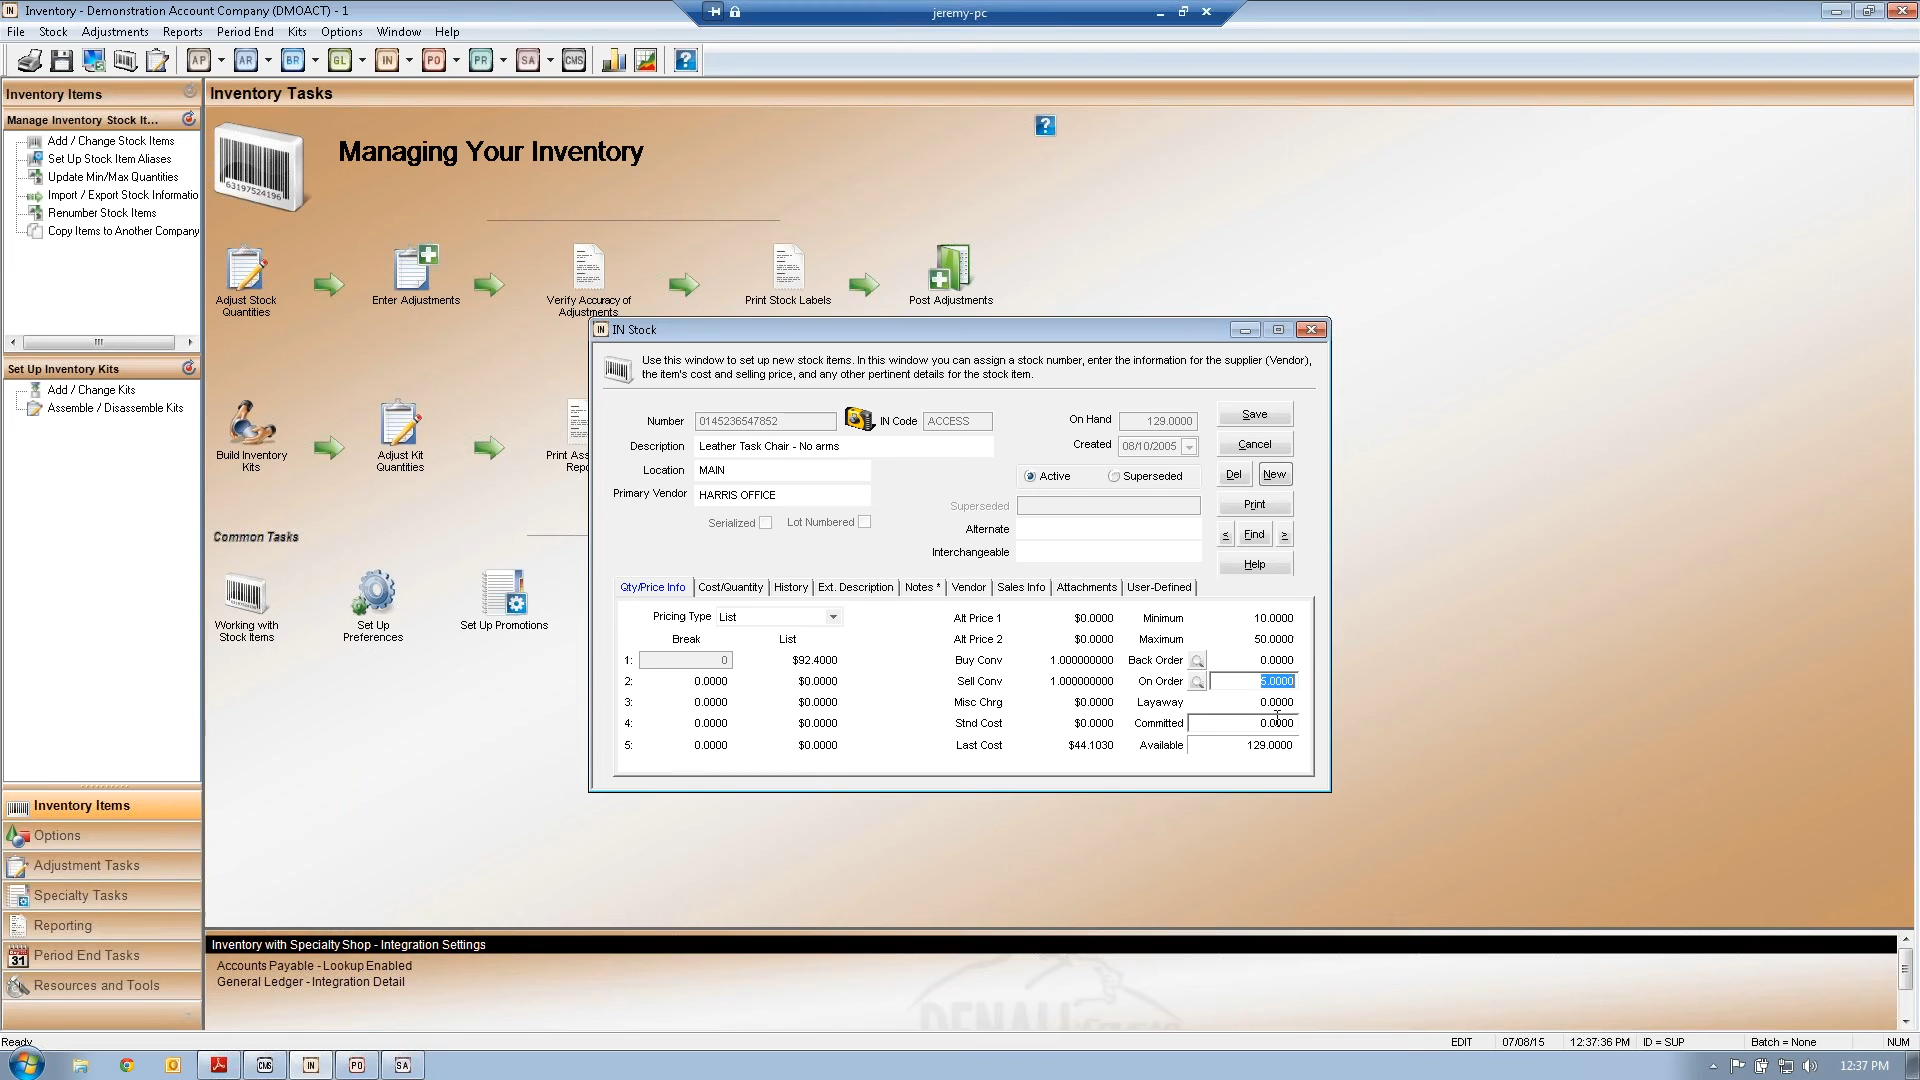 Inventory - Demonstration Account Company (DMOACT) - 1
jeremy-pc
File Stock Adjustments Reports Period End Kits Options Window Help
AP AR BR GL IN PO PR SA CMS
Inventory Items
Manage Inventory Stock It...
Add / Change Stock Items
Set Up Stock Item Aliases
Update Min/Max Quantities
Import / Export Stock Informatio
Renumber Stock Items
Copy Items to Another Company
Set Up Inventory Kits
Add / Change Kits
Assemble / Disassemble Kits
Inventory Items
Options
Adjustment Tasks
Specialty Tasks
Reporting
Period End Tasks
Resources and Tools
Inventory Tasks
Managing Your Inventory
63197524196
Adjust Stock
Quantities
Enter Adjustments
Verify Accuracy of
Adjustments
Print Stock Labels
Post Adjustments
Build Inventory
Kits
Adjust Kit
Quantities
Print Ass
Repo
Common Tasks
Working with
Stock Items
Set Up
Preferences
Set Up Promotions
IN Stock
Use this window to set up new stock items. In this window you can assign a stock number, enter the information for the supplier (Vendor),
the item's cost and selling price, and any other pertinent details for the stock item.
Number 0145236547852 IN Code ACCESS On Hand 129.0000 Save
Description Leather Task Chair - No arms Created 08/10/2005 Cancel
Location MAIN Active Superseded Del New
Primary Vendor HARRIS OFFICE Superseded Print
Serialized Lot Numbered Alternate < Find >
Interchangeable Help
Qty/Price Info Cost/Quantity History Ext. Description Notes * Vendor Sales Info Attachments User-Defined
Pricing Type List Alt Price 1 $0.0000 Minimum 10.0000
Break List Alt Price 2 $0.0000 Maximum 50.0000
1: 0 $92.4000 Buy Conv 1.000000000 Back Order 0.0000
2: 0.0000 $0.0000 Sell Conv 1.000000000 On Order 5.0000
3: 0.0000 $0.0000 Misc Chrg $0.0000 Layaway 0.0000
4: 0.0000 $0.0000 Stnd Cost $0.0000 Committed 0.0000
5: 0.0000 $0.0000 Last Cost $44.1030 Available 129.0000
Inventory with Specialty Shop - Integration Settings
Accounts Payable - Lookup Enabled
General Ledger - Integration Detail
DENALI
Ready EDIT 07/08/15 12:37:36 PM ID = SUP Batch = None NUM
CMS IN PO SA 12:37 PM